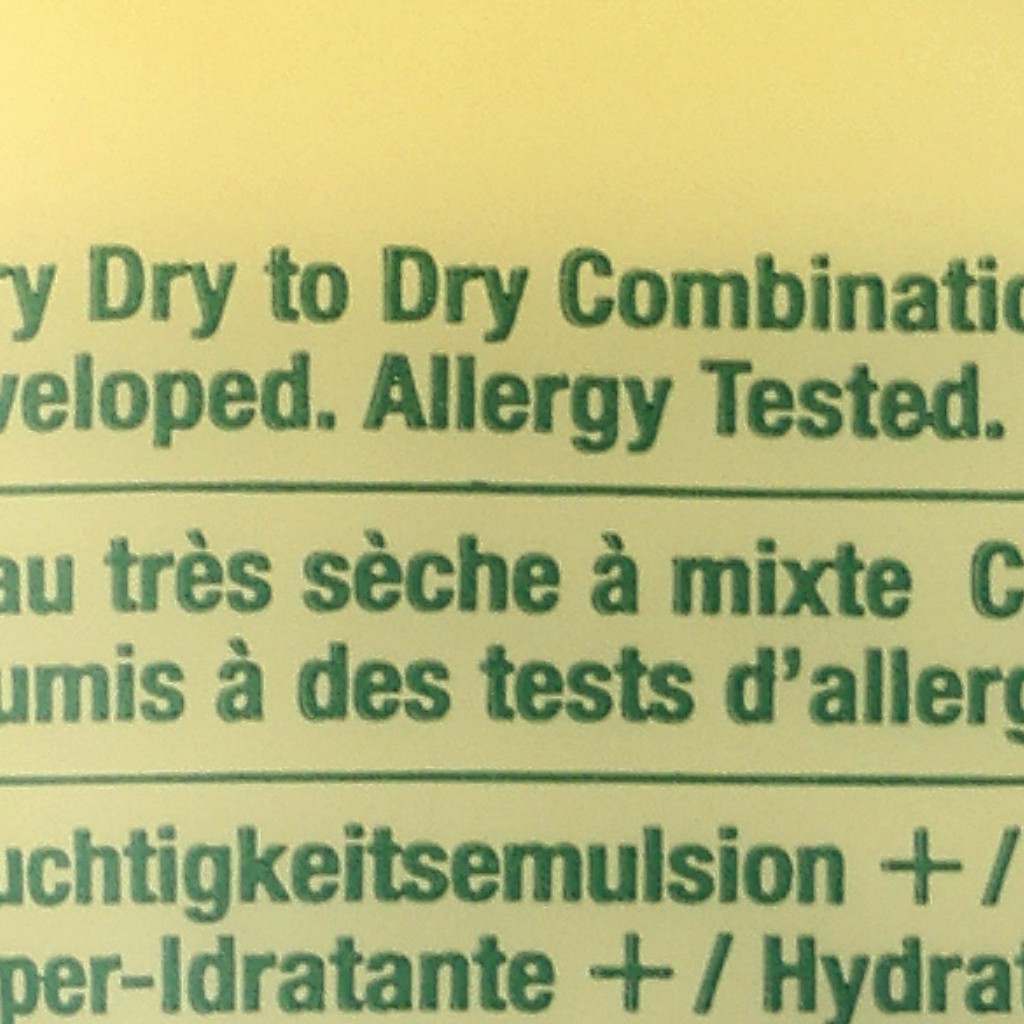 ry Dry to Dry Combinatio
veloped. Allergy Tested.
au très sèche à mixte C
umis à des tests d’allerg
uchtigkeitsemulsion + /
per-Idratante + / Hydrat